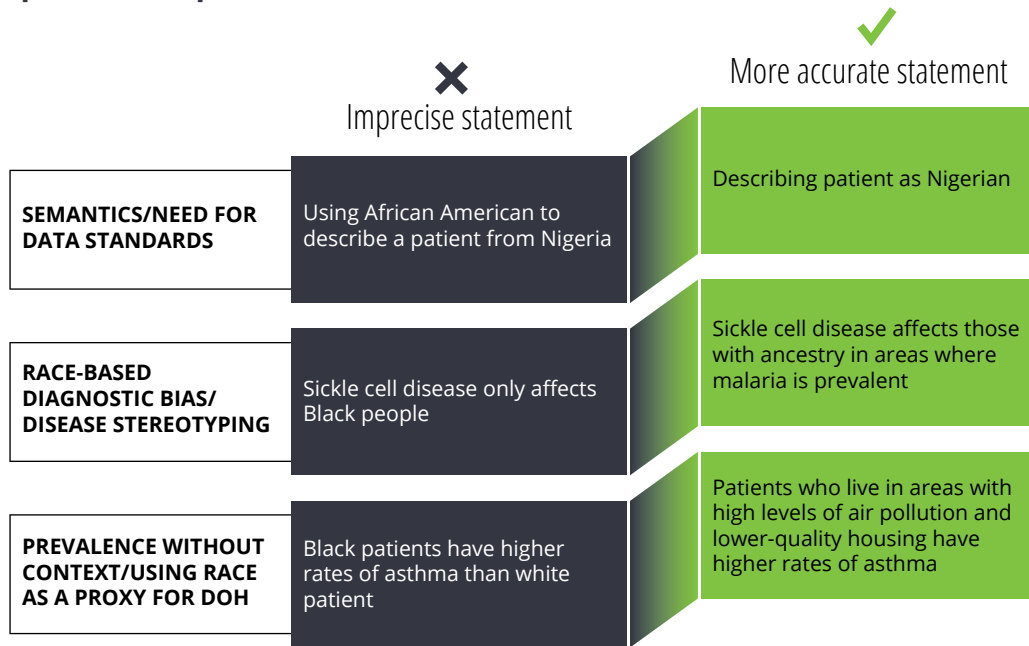 Imprecise statement
More accurate statement
SEMANTICS/NEED FOR
DATA STANDARDS
Using African American to
describe a patient from Nigeria
Describing patient as Nigerian
RACE-BASED
DIAGNOSTIC BIAS/
DISEASE STEREOTYPING
Sickle cell disease only affects
Black people
Sickle cell disease affects those
with ancestry in areas where
malaria is prevalent
PREVALENCE WITHOUT
CONTEXT/USING RACE
AS A PROXY FOR DOH
Black patients have higher
rates of asthma than white
patient
Patients who live in areas with
high levels of air pollution and
lower-quality housing have
higher rates of asthma